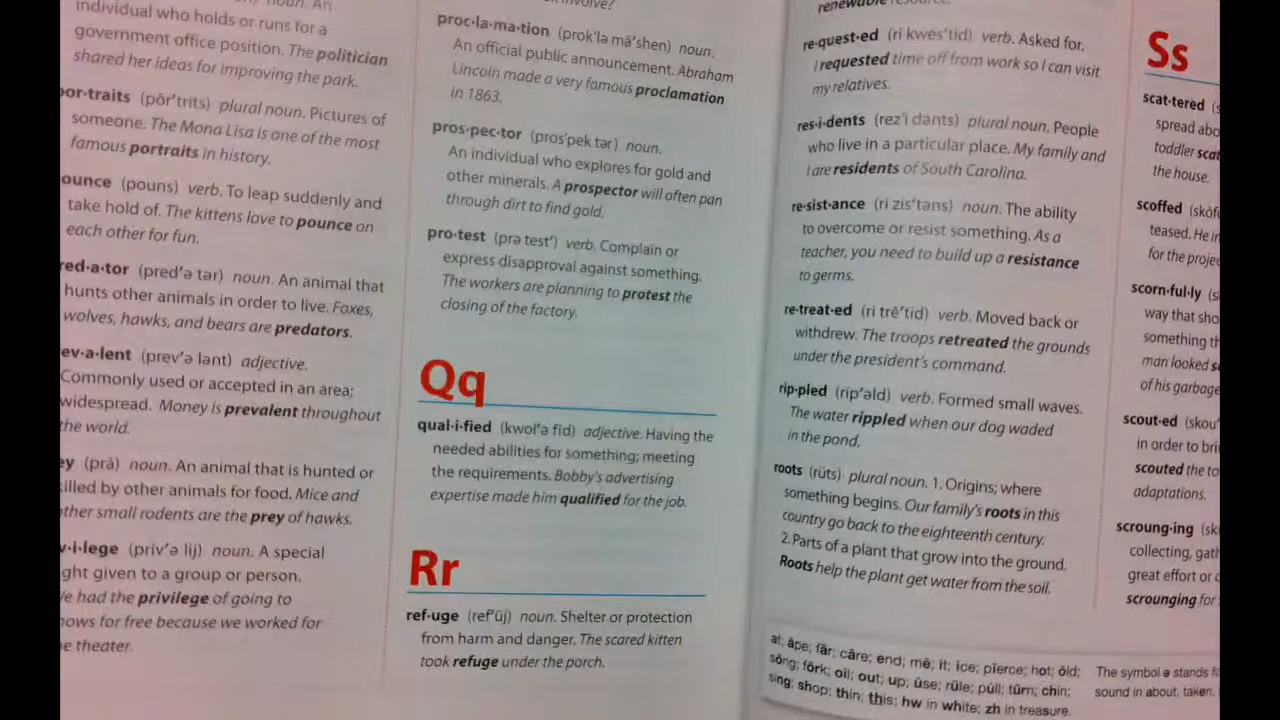 noun. An
individual who holds or runs for a
government office position. The politician
shared her ideas for improving the park.
por·traits (pôr′trits) plural noun. Pictures of
someone. The Mona Lisa is one of the most
famous portraits in history.
ounce (pouns) verb. To leap suddenly and
take hold of. The kittens love to pounce on
each other for fun.
red·a·tor (pred′ə tər) noun. An animal that
hunts other animals in order to live. Foxes,
wolves, hawks, and bears are predators.
ev·a·lent (prev′ə lənt) adjective.
Commonly used or accepted in an area;
widespread. Money is prevalent throughout
the world.
ey (prā) noun. An animal that is hunted or
killed by other animals for food. Mice and
other small rodents are the prey of hawks.
v·i·lege (priv′ə lij) noun. A special
ght given to a group or person.
We had the privilege of going to
hows for free because we worked for
e theater.
involve?
proc·la·ma·tion (prok′lə mā′shən) noun.
An official public announcement. Abraham
Lincoln made a very famous proclamation
in 1863.
pros·pec·tor (pros′pek tər) noun.
An individual who explores for gold and
other minerals. A prospector will often pan
through dirt to find gold.
pro·test (prə test′) verb. Complain or
express disapproval against something.
The workers are planning to protest the
closing of the factory.
Qq
qual·i·fied (kwol′ə fīd) adjective. Having the
needed abilities for something; meeting
the requirements. Bobby's advertising
expertise made him qualified for the job.
Rr
ref·uge (ref′ūj) noun. Shelter or protection
from harm and danger. The scared kitten
took refuge under the porch.
renewable resource.
re·quest·ed (ri kwes′tid) verb. Asked for.
I requested time off from work so I can visit
my relatives.
res·i·dents (rez′i dənts) plural noun. People
who live in a particular place. My family and
I are residents of South Carolina.
re·sist·ance (ri zis′təns) noun. The ability
to overcome or resist something. As a
teacher, you need to build up a resistance
to germs.
re·treat·ed (ri trē′tid) verb. Moved back or
withdrew. The troops retreated the grounds
under the president's command.
rip·pled (rip′əld) verb. Formed small waves.
The water rippled when our dog waded
in the pond.
roots (rüts) plural noun. 1. Origins; where
something begins. Our family's roots in this
country go back to the eighteenth century.
2. Parts of a plant that grow into the ground.
Roots help the plant get water from the soil.
at; āpe; fär; câre; end; mē; it; īce; pîerce; hot; ōld;
sông; fôrk; oil; out; up; ūse; rüle; pull; tûrn; chin;
sing; shop; thin; this; hw in white; zh in treasure.
Ss
scat·tered (s
spread abo
toddler scat
the house.
scoffed (skôf
teased. He in
for the projec
scorn·ful·ly (s
way that sho
something th
man looked s
of his garbage
scout·ed (skou′
in order to bri
scouted the to
adaptations.
scroung·ing (sk
collecting, gath
great effort or
scrounging for
The symbol ə stands f
sound in about, taken,